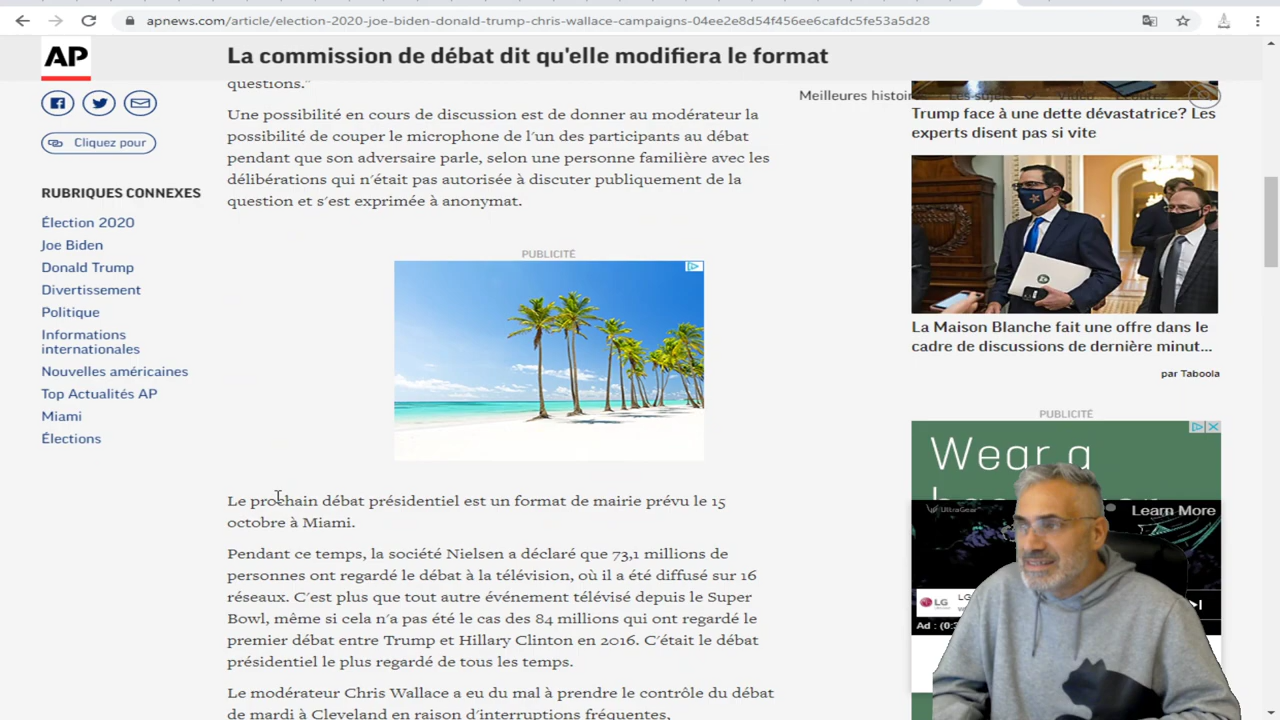 apnews.com/article/election-2020-joe-biden-donald-trump-chris-wallace-campaigns-04ee2e8d54f456ee6cafdc5fe53a5d28
AP
La commission de débat dit qu'elle modifiera le format
Meilleures histoir
Cliquez pour
RUBRIQUES CONNEXES
Élection 2020
Joe Biden
Donald Trump
Divertissement
Politique
Informations
internationales
Nouvelles américaines
Top Actualités AP
Miami
Élections
questions."
Une possibilité en cours de discussion est de donner au modérateur la
possibilité de couper le microphone de l'un des participants au débat
pendant que son adversaire parle, selon une personne familière avec les
délibérations qui n'était pas autorisée à discuter publiquement de la
question et s'est exprimée à anonymat.
PUBLICITÉ
Le prochain débat présidentiel est un format de mairie prévu le 15
octobre à Miami.
Pendant ce temps, la société Nielsen a déclaré que 73,1 millions de
personnes ont regardé le débat à la télévision, où il a été diffusé sur 16
réseaux. C'est plus que tout autre événement télévisé depuis le Super
Bowl, même si cela n'a pas été le cas des 84 millions qui ont regardé le
premier débat entre Trump et Hillary Clinton en 2016. C'était le débat
présidentiel le plus regardé de tous les temps.
Le modérateur Chris Wallace a eu du mal à prendre le contrôle du débat
de mardi à Cleveland en raison d'interruptions fréquentes,
Trump face à une dette dévastatrice? Les
experts disent pas si vite
La Maison Blanche fait une offre dans le
cadre de discussions de dernière minut...
par Taboola
PUBLICITÉ
Wear a
UltraGear
Learn More
LG
LG
Ad : (0: